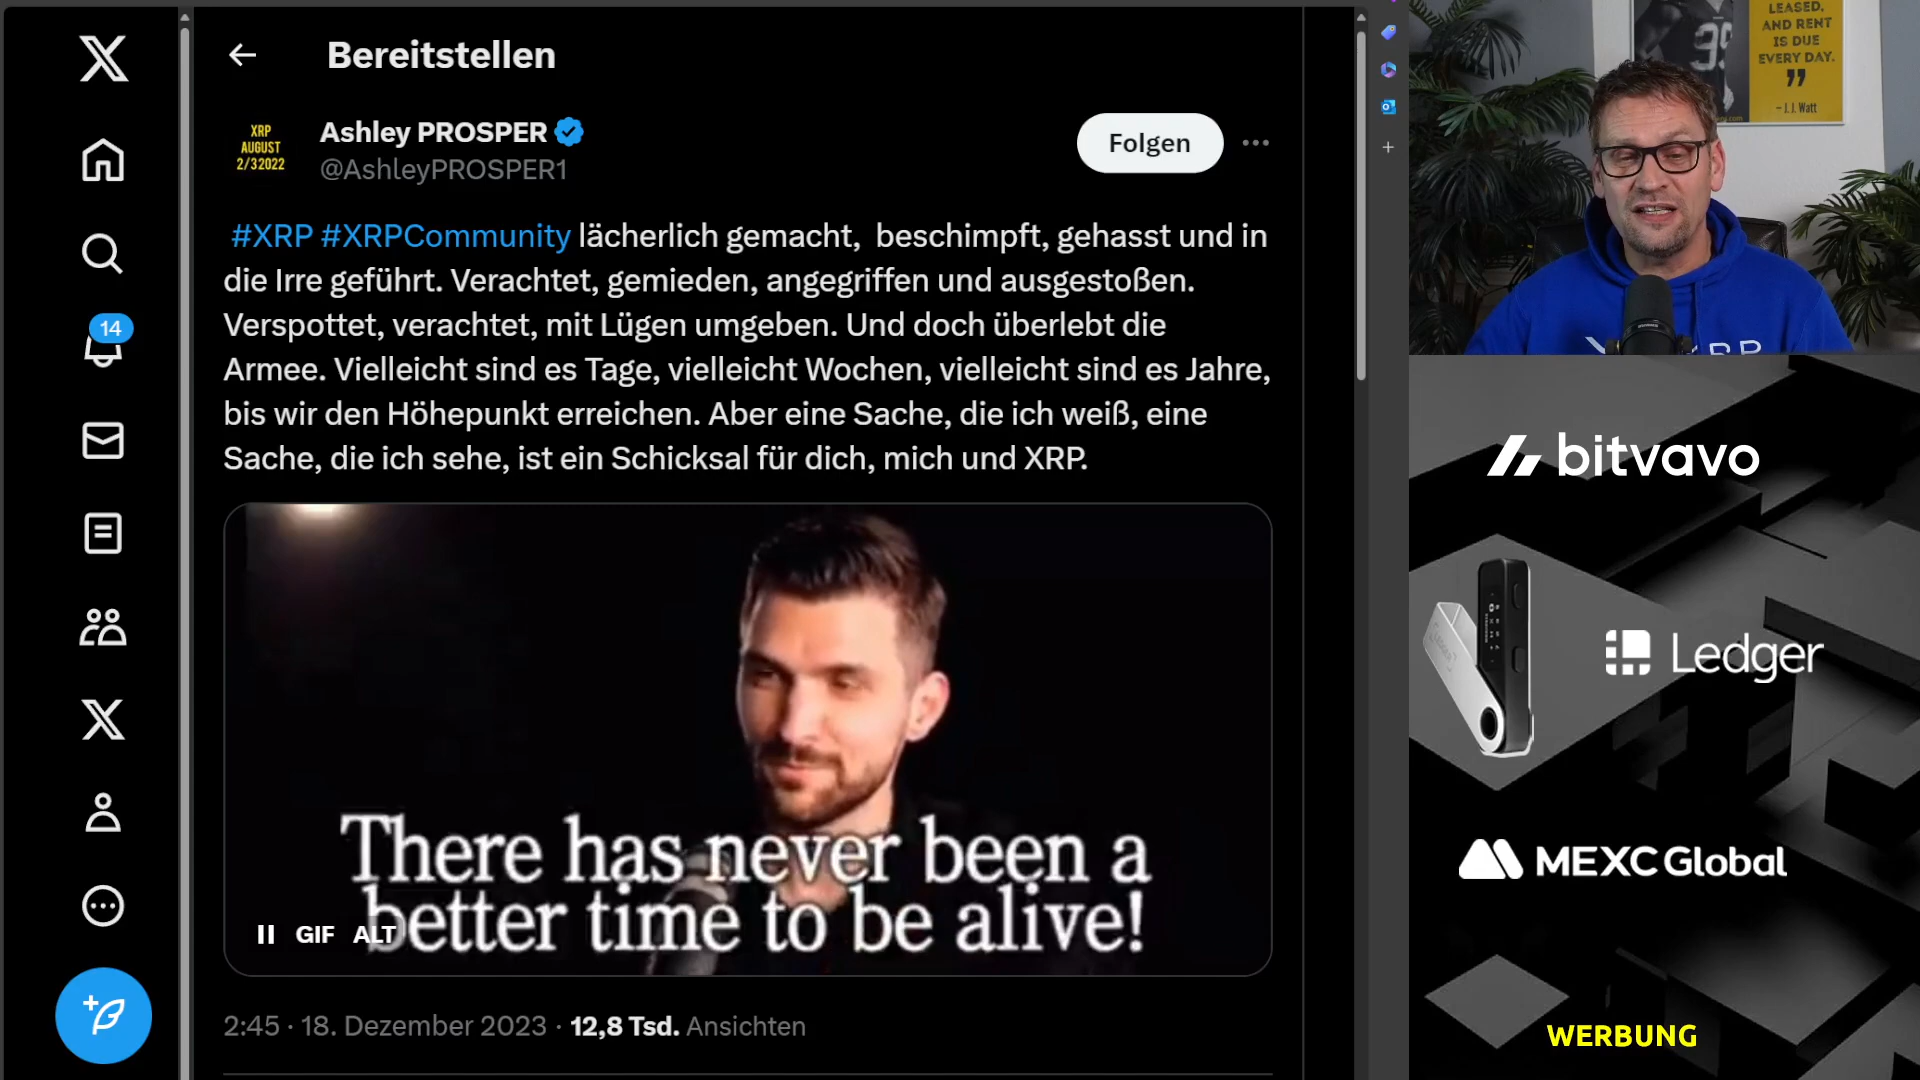 Bereitstellen
XRP
AUGUST
2/32022
Ashley PROSPER
@AshleyPROSPER1
Folgen
#XRP #XRPCommunity lächerlich gemacht, beschimpft, gehasst und in
die Irre geführt. Verachtet, gemieden, angegriffen und ausgestoßen.
Verspottet, verachtet, mit Lügen umgeben. Und doch überlebt die
Armee. Vielleicht sind es Tage, vielleicht Wochen, vielleicht sind es Jahre,
bis wir den Höhepunkt erreichen. Aber eine Sache, die ich weiß, eine
Sache, die ich sehe, ist ein Schicksal für dich, mich und XRP.
There has never been a
better time to be alive!
GIF ALT
2:45 · 18. Dezember 2023 · 12,8 Tsd. Ansichten
14
LEASED.
AND RENT
IS DUE
EVERY DAY.
”
– J.J. Watt
99
XRP
bitvavo
Ledger
MEXC Global
WERBUNG